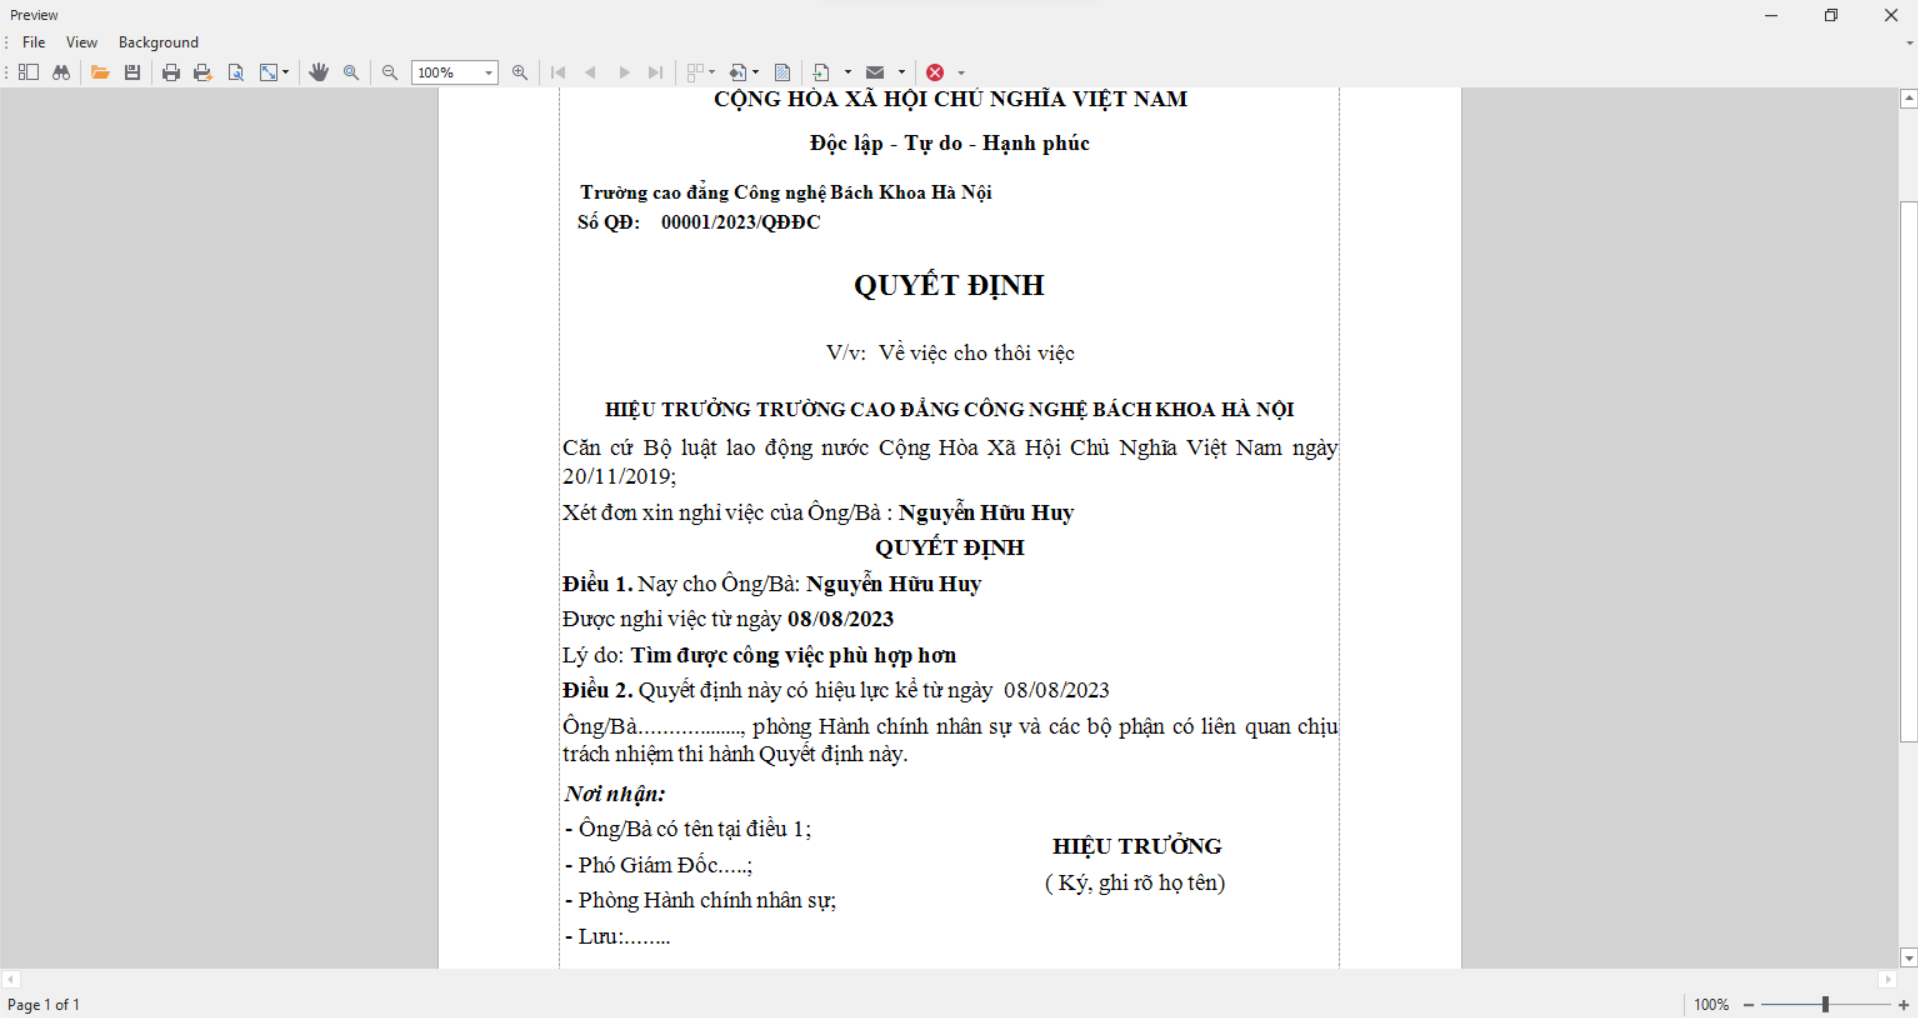 Preview
File View Background
100%
CỘNG HÒA XÃ HỘI CHỦ NGHĨA VIỆT NAM
Độc lập - Tự do - Hạnh phúc
Trường cao đẳng Công nghệ Bách Khoa Hà Nội
Số QĐ: 00001/2023/QĐĐC
QUYẾT ĐỊNH
V/v: Về việc cho thôi việc
HIỆU TRƯỞNG TRƯỜNG CAO ĐẲNG CÔNG NGHỆ BÁCH KHOA HÀ NỘI
Căn cứ Bộ luật lao động nước Cộng Hòa Xã Hội Chủ Nghĩa Việt Nam ngày
20/11/2019;
Xét đơn xin nghỉ việc của Ông/Bà : Nguyễn Hữu Huy
QUYẾT ĐỊNH
Điều 1. Nay cho Ông/Bà: Nguyễn Hữu Huy
Được nghỉ việc từ ngày 08/08/2023
Lý do: Tìm được công việc phù hợp hơn
Điều 2. Quyết định này có hiệu lực kể từ ngày 08/08/2023
Ông/Bà.................., phòng Hành chính nhân sự và các bộ phận có liên quan chịu
trách nhiệm thi hành Quyết định này.
Nơi nhận:
- Ông/Bà có tên tại điều 1;
- Phó Giám Đốc.....;
- Phòng Hành chính nhân sự;
- Lưu:........
HIỆU TRƯỞNG
( Ký, ghi rõ họ tên)
Page 1 of 1
100%